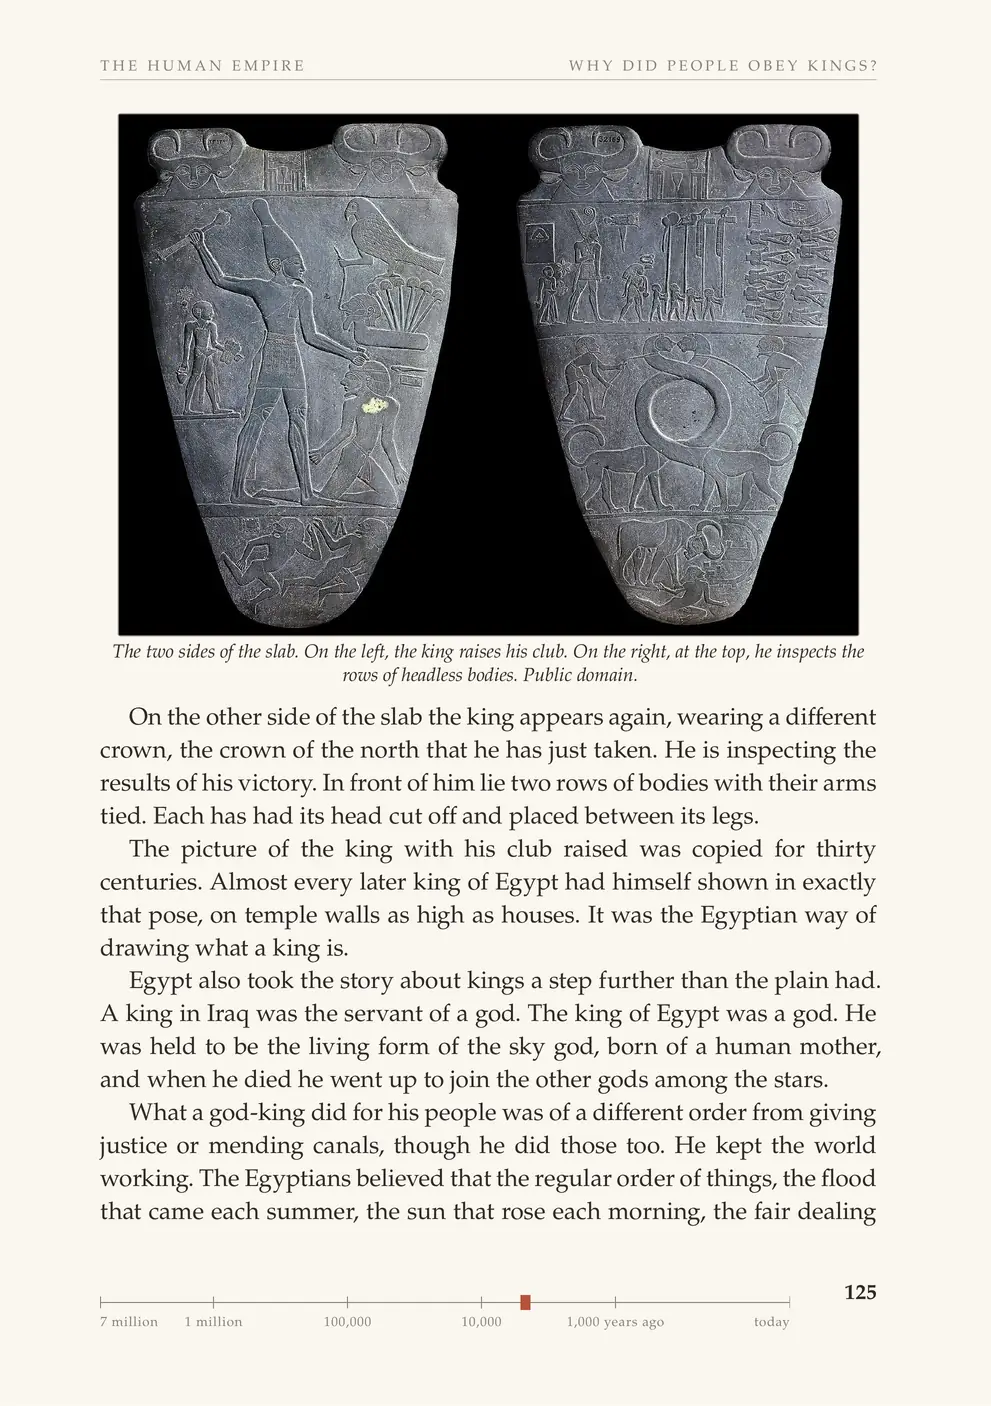 THE HUMAN EMPIRE
WHY DID PEOPLE OBEY KINGS?
The two sides of the slab. On the left, the king raises his club. On the right, at the top, he inspects the
rows of headless bodies. Public domain.
On the other side of the slab the king appears again, wearing a different
crown, the crown of the north that he has just taken. He is inspecting the
results of his victory. In front of him lie two rows of bodies with their arms
tied. Each has had its head cut off and placed between its legs.
The picture of the king with his club raised was copied for thirty
centuries. Almost every later king of Egypt had himself shown in exactly
that pose, on temple walls as high as houses. It was the Egyptian way of
drawing what a king is.
Egypt also took the story about kings a step further than the plain had.
A king in Iraq was the servant of a god. The king of Egypt was a god. He
was held to be the living form of the sky god, born of a human mother,
and when he died he went up to join the other gods among the stars.
What a god-king did for his people was of a different order from giving
justice or mending canals, though he did those too. He kept the world
working. The Egyptians believed that the regular order of things, the flood
that came each summer, the sun that rose each morning, the fair dealing
125
7 million 1 million 100,000 10,000 1,000 years ago today